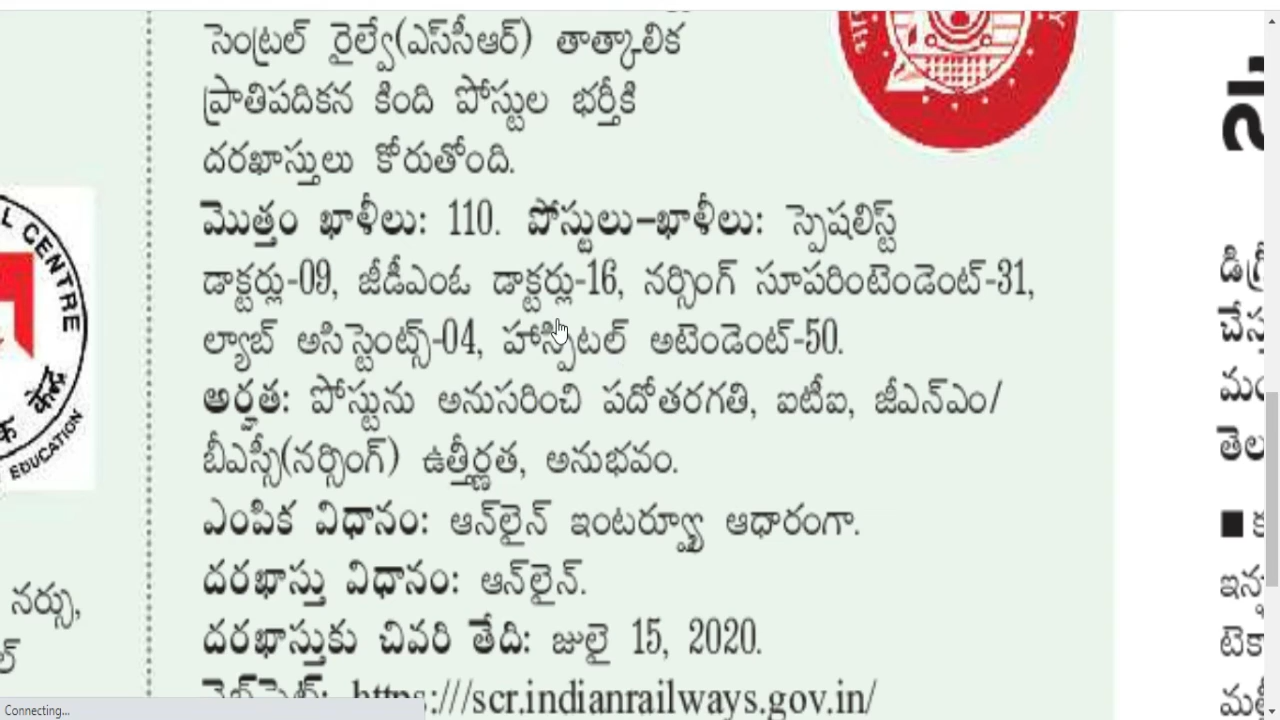 సెంట్రల్ రైల్వే(ఎస్‌సీఆర్) తాత్కాలిక
ప్రాతిపదికన కింది పోస్టుల భర్తీకి
దరఖాస్తులు కోరుతోంది.
మొత్తం ఖాళీలు: 110. పోస్టులు–ఖాళీలు: స్పెషలిస్ట్
డాక్టర్లు-09, జీడీఎంఓ డాక్టర్లు-16, నర్సింగ్ సూపరింటెండెంట్-31,
ల్యాబ్ అసిస్టెంట్స్-04, హాస్పిటల్ అటెండెంట్-50.
అర్హత: పోస్టును అనుసరించి పదోతరగతి, ఐటీఐ, జీఎన్ఎం/
బీఎస్సీ(నర్సింగ్) ఉత్తీర్ణత, అనుభవం.
ఎంపిక విధానం: ఆన్‌లైన్ ఇంటర్వ్యూ ఆధారంగా.
దరఖాస్తు విధానం: ఆన్‌లైన్.
దరఖాస్తుకు చివరి తేది: జులై 15, 2020.
వెబ్‌సైట్: https:///scr.indianrailways.gov.in/
L CENTRE
केन्द्र
EDUCATION
నర్సు,
Connecting...